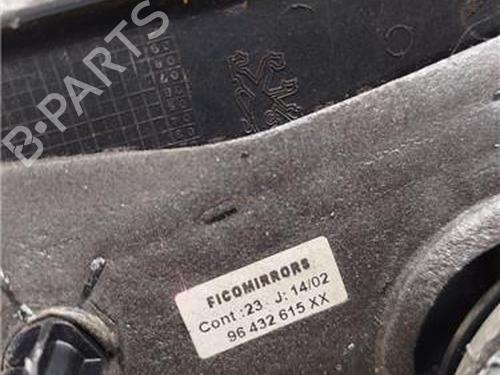 B-PARTS
FICOMIRRORS
Cont :23 J: 14/02
96 432 615 XX